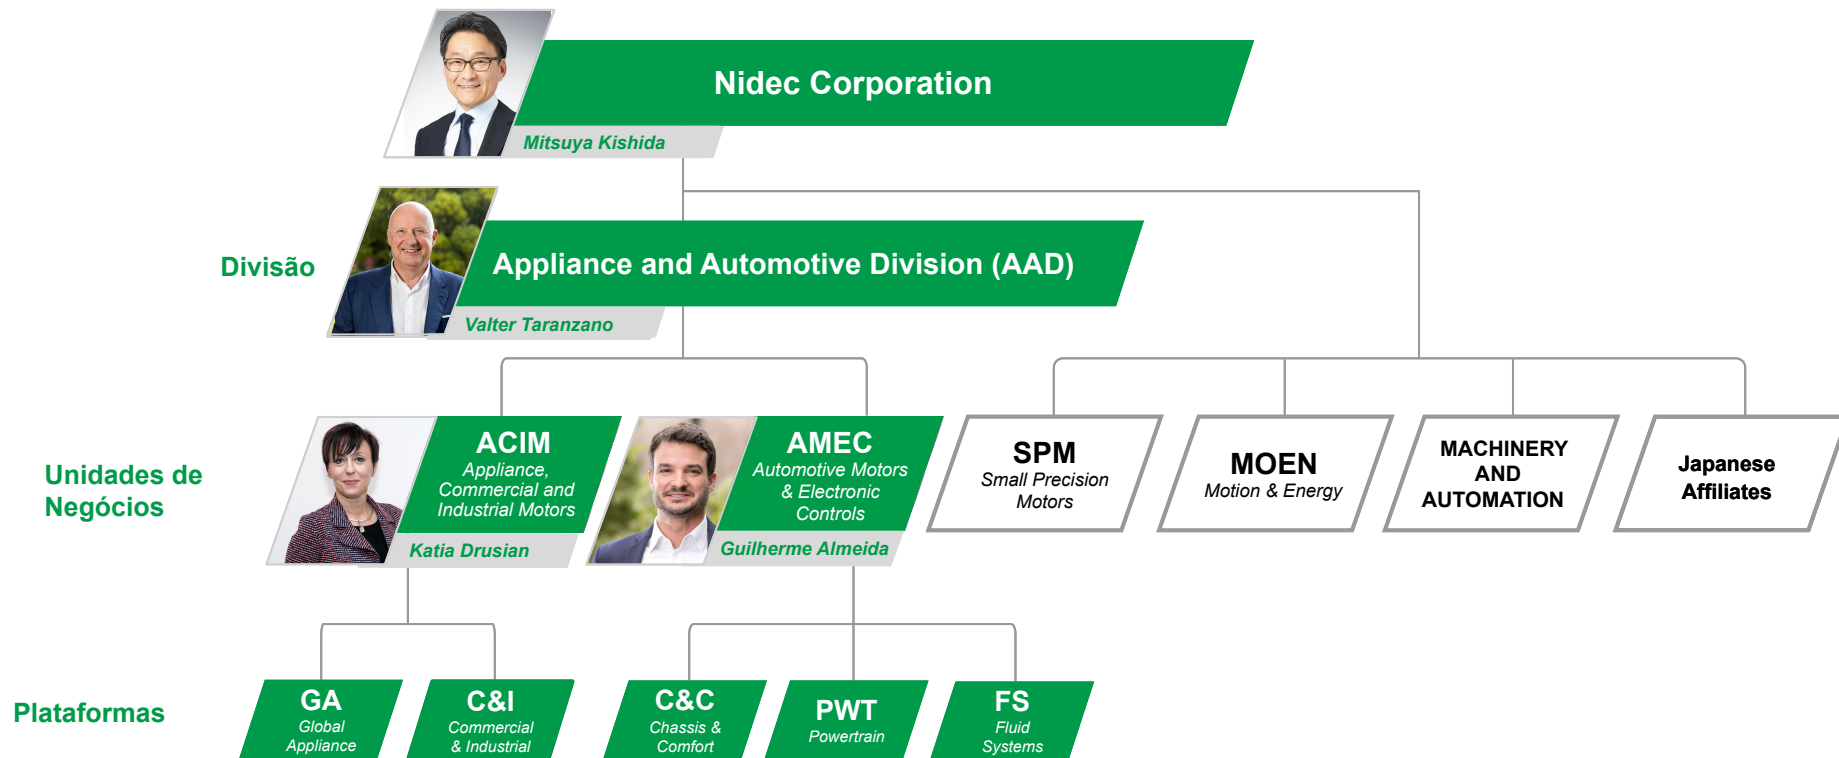 Nidec Corporation
Mitsuya Kishida
Divisão
Appliance and Automotive Division (AAD)
Valter Taranzano
Unidades de
Negócios
ACIM
Appliance,
Commercial and
Industrial Motors
Katia Drusian
AMEC
Automotive Motors
& Electronic
Controls
Guilherme Almeida
SPM
Small Precision
Motors
MOEN
Motion & Energy
MACHINERY
AND
AUTOMATION
Japanese
Affiliates
Plataformas
GA
Global
Appliance
C&I
Commercial
& Industrial
C&C
Chassis &
Comfort
PWT
Powertrain
FS
Fluid
Systems